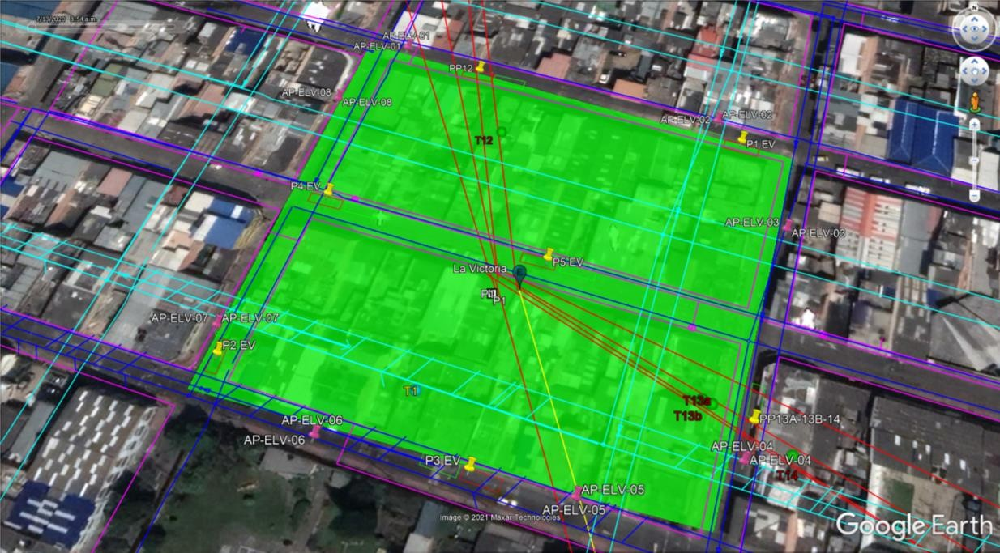 7/13/2020 8:54 a.m.
N
AP-ELV-01
AP-ELV-01
PP12
AP-ELV-08
AP-ELV-08
AP-ELV-02
AP-ELV-02
T12
P1 EV
P4 EV
AP-ELV-03
AP-ELV-03
P5 EV
La Victoria
P1
AP-ELV-07
AP-ELV-07
P2 EV
T1
T13a
T13b
AP-ELV-06
AP-ELV-06
PP13A-13B-14
AP-ELV-04
AP-ELV-04
P3 EV
T14
AP-ELV-05
AP-ELV-05
Image © 2021 Maxar Technologies
Google Earth